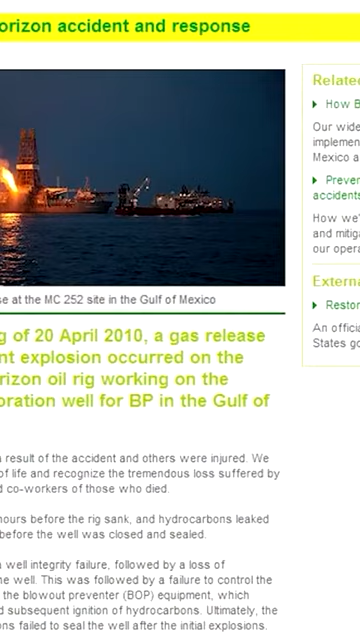 orizon accident and response
Related
How B
Our wide
implemen
Mexico a
Preven
accidents
How we'
and mitig
our opera
Externa
Restor
An officia
States go
se at the MC 252 site in the Gulf of Mexico
g of 20 April 2010, a gas release
nt explosion occurred on the
rizon oil rig working on the
oration well for BP in the Gulf of
a result of the accident and others were injured. We
of life and recognize the tremendous loss suffered by
d co-workers of those who died.
hours before the rig sank, and hydrocarbons leaked
before the well was closed and sealed.
a well integrity failure, followed by a loss of
he well. This was followed by a failure to control the
the blowout preventer (BOP) equipment, which
d subsequent ignition of hydrocarbons. Ultimately, the
ons failed to seal the well after the initial explosions.